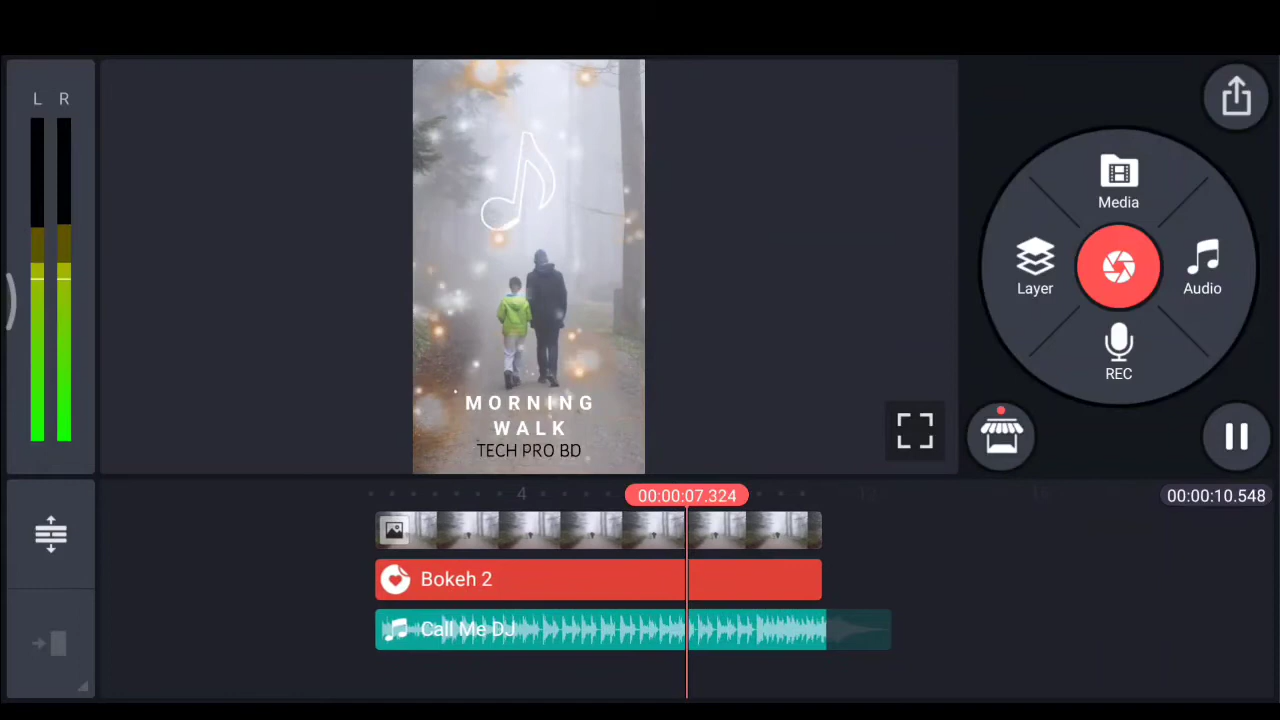 L R
Media
Layer
Audio
REC
MORNING
WALK
TECH PRO BD
4
00:00:07.324
00:00:10.548
Bokeh 2
Call Me DJ